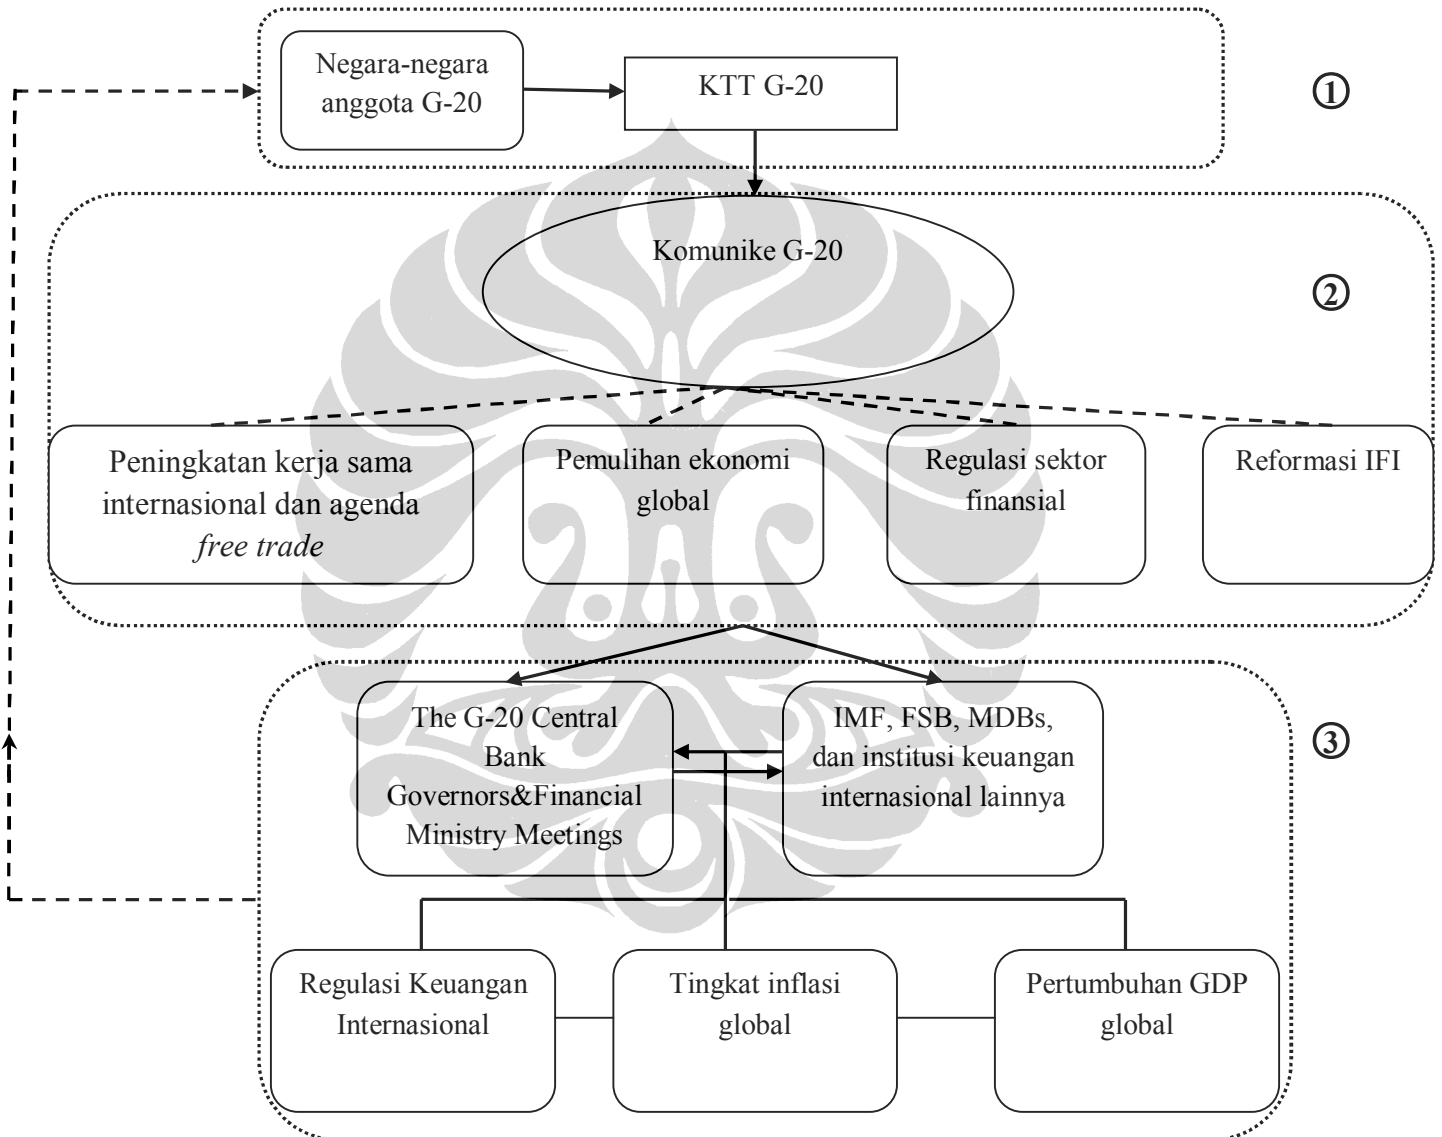 Negara-negara
anggota G-20
KTT G-20
①
Komunike G-20
②
Peningkatan kerja sama
internasional dan agenda
free trade
Pemulihan ekonomi
global
Regulasi sektor
finansial
Reformasi IFI
The G-20 Central
Bank
Governors&Financial
Ministry Meetings
IMF, FSB, MDBs,
dan institusi keuangan
internasional lainnya
③
Regulasi Keuangan
Internasional
Tingkat inflasi
global
Pertumbuhan GDP
global